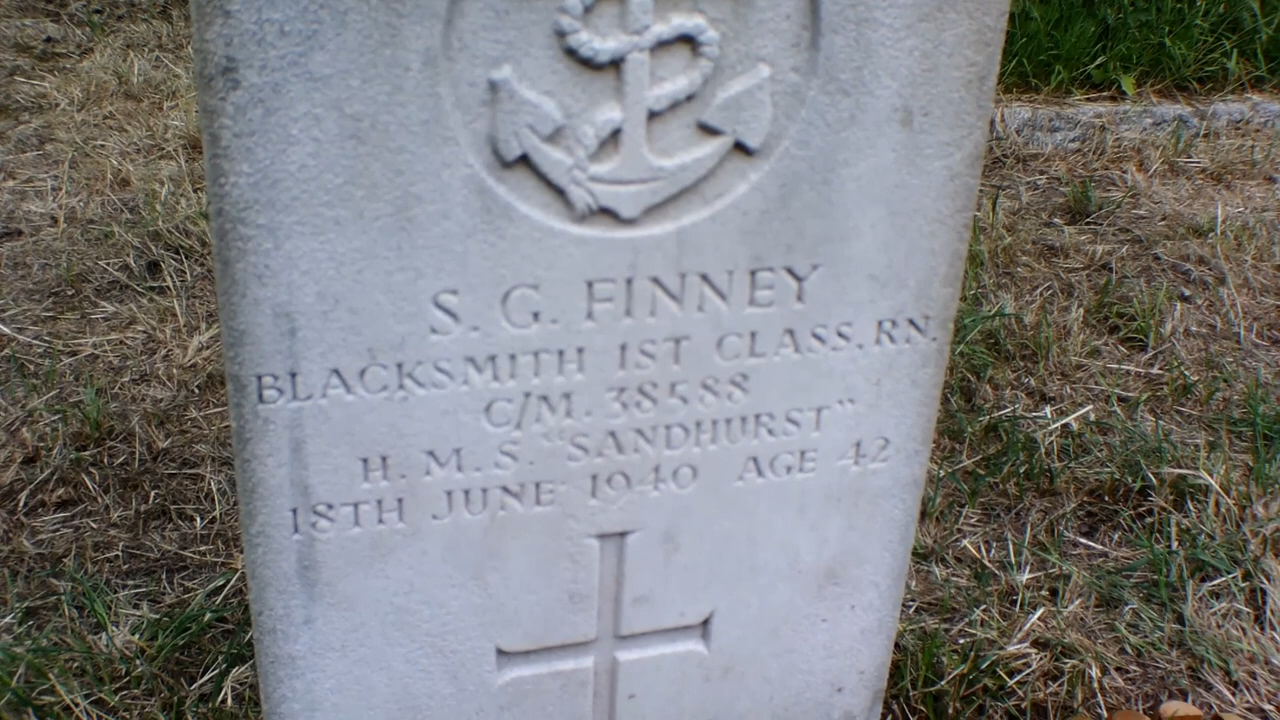 S. G. FINNEY
BLACKSMITH 1ST CLASS, RN.
C/M. 38588
H. M. S. "SANDHURST"
18TH JUNE 1940 AGE 42